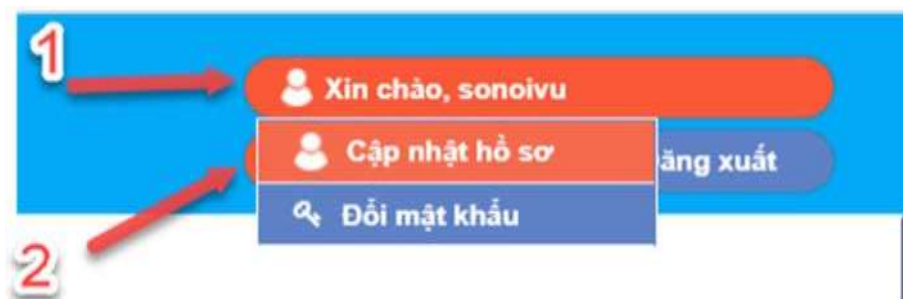 1
Xin chào, sonoivu
Cập nhật hồ sơ
ăng xuất
Đổi mật khẩu
2